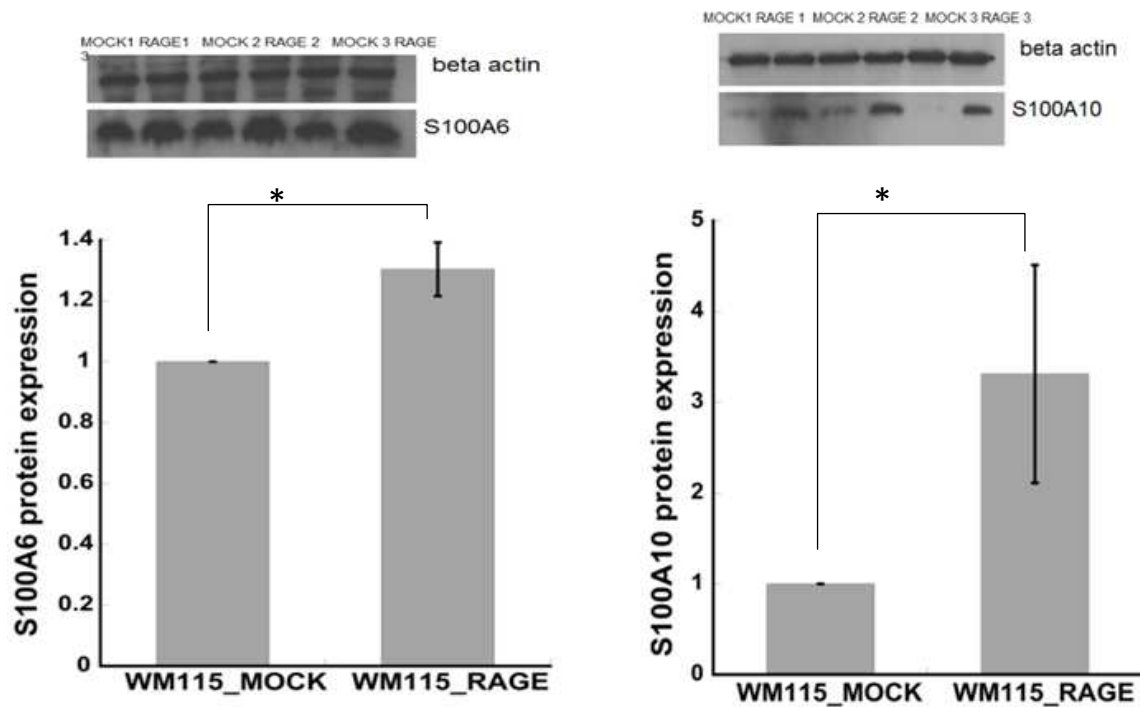 MOCK1 RAGE1 MOCK 2 RAGE 2 MOCK 3 RAGE
3
beta actin
S100A6
*
S100A6 protein expression
1.4
1.2
1
0.8
0.6
0.4
0.2
0
WM115_MOCK WM115_RAGE
MOCK1 RAGE 1 MOCK 2 RAGE 2 MOCK 3 RAGE 3
beta actin
S100A10
*
S100A10 protein expression
5
4
3
2
1
0
WM115_MOCK WM115_RAGE